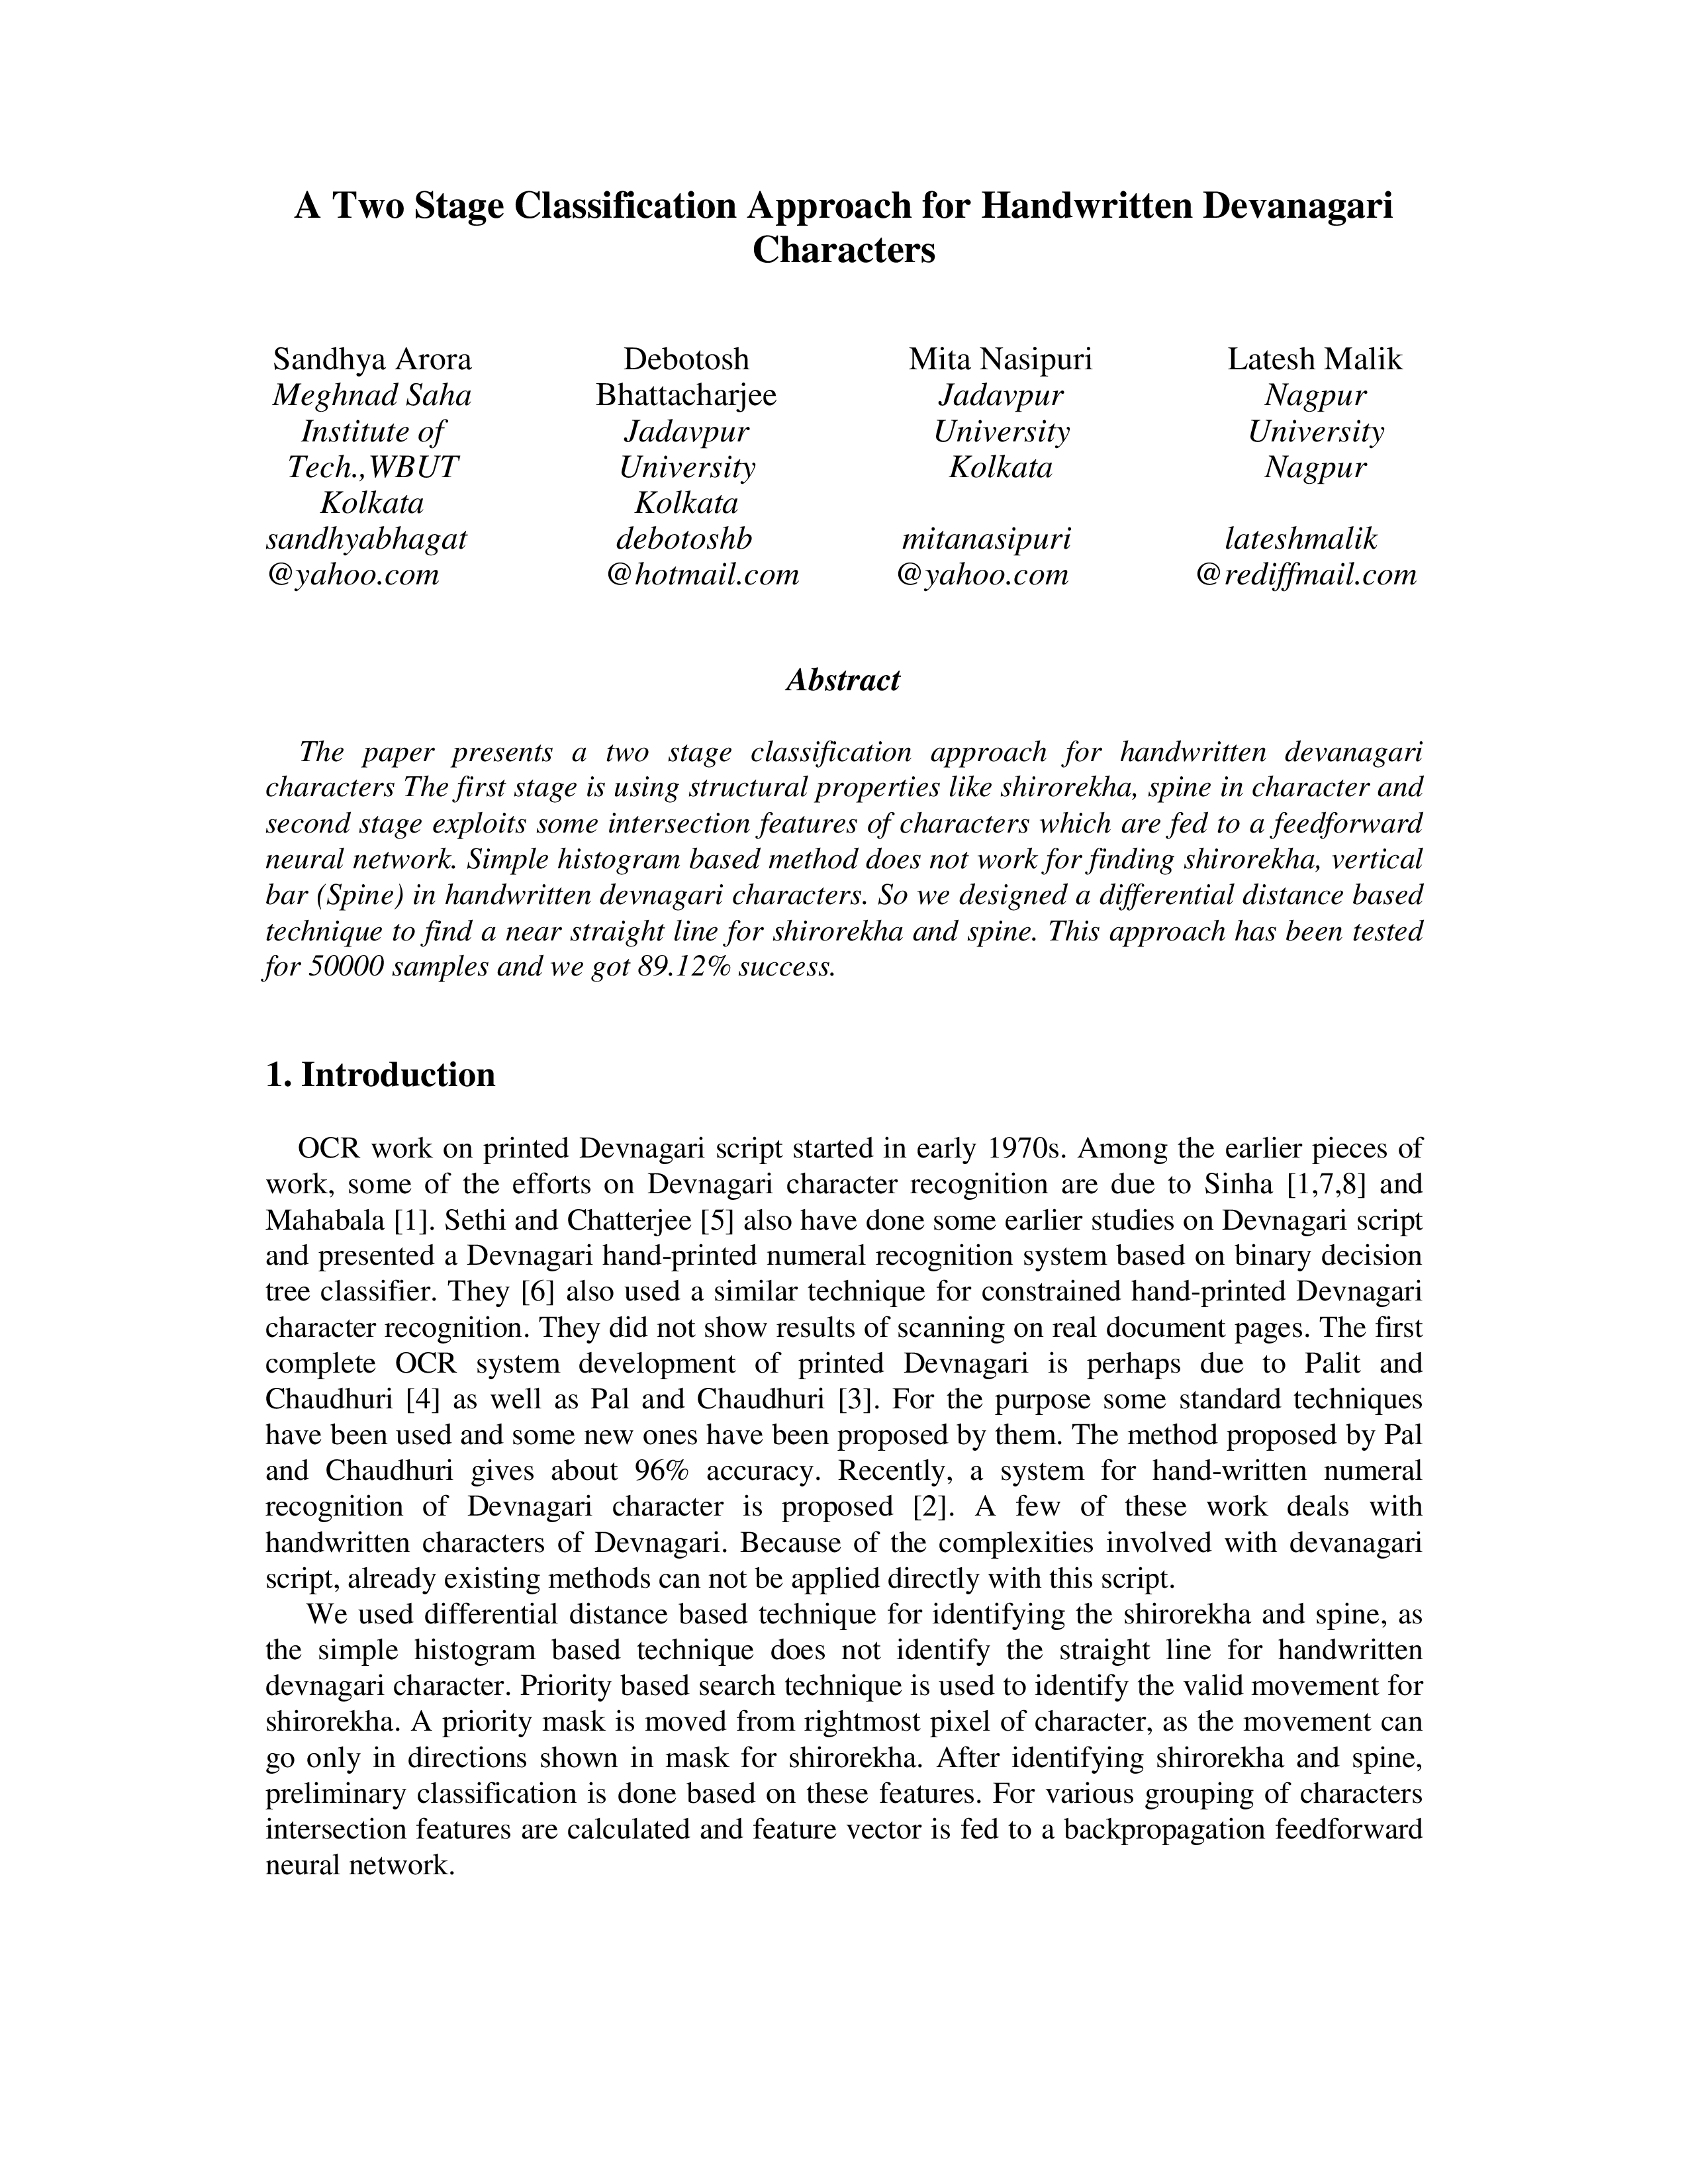 A Two Stage Classification Approach for Handwritten Devanagari
Characters
Sandhya Arora
Meghnad Saha
Institute of
Tech.,WBUT
Kolkata
sandhyabhagat
@yahoo.com
Debotosh
Bhattacharjee
Jadavpur
University
Kolkata
debotoshb
@hotmail.com
Mita Nasipuri
Jadavpur
University
Kolkata
mitanasipuri
@yahoo.com
Latesh Malik
Nagpur
University
Nagpur
lateshmalik
@rediffmail.com
Abstract
The paper presents a two stage classification approach for handwritten devanagari
characters The first stage is using structural properties like shirorekha, spine in character and
second stage exploits some intersection features of characters which are fed to a feedforward
neural network. Simple histogram based method does not work for finding shirorekha, vertical
bar (Spine) in handwritten devnagari characters. So we designed a differential distance based
technique to find a near straight line for shirorekha and spine. This approach has been tested
for 50000 samples and we got 89.12% success.
1. Introduction
OCR work on printed Devnagari script started in early 1970s. Among the earlier pieces of
work, some of the efforts on Devnagari character recognition are due to Sinha [1,7,8] and
Mahabala [1]. Sethi and Chatterjee [5] also have done some earlier studies on Devnagari script
and presented a Devnagari hand-printed numeral recognition system based on binary decision
tree classifier. They [6] also used a similar technique for constrained hand-printed Devnagari
character recognition. They did not show results of scanning on real document pages. The first
complete OCR system development of printed Devnagari is perhaps due to Palit and
Chaudhuri [4] as well as Pal and Chaudhuri [3]. For the purpose some standard techniques
have been used and some new ones have been proposed by them. The method proposed by Pal
and Chaudhuri gives about 96% accuracy. Recently, a system for hand-written numeral
recognition of Devnagari character is proposed [2]. A few of these work deals with
handwritten characters of Devnagari. Because of the complexities involved with devanagari
script, already existing methods can not be applied directly with this script.
We used differential distance based technique for identifying the shirorekha and spine, as
the simple histogram based technique does not identify the straight line for handwritten
devnagari character. Priority based search technique is used to identify the valid movement for
shirorekha. A priority mask is moved from rightmost pixel of character, as the movement can
go only in directions shown in mask for shirorekha. After identifying shirorekha and spine,
preliminary classification is done based on these features. For various grouping of characters
intersection features are calculated and feature vector is fed to a backpropagation feedforward
neural network.